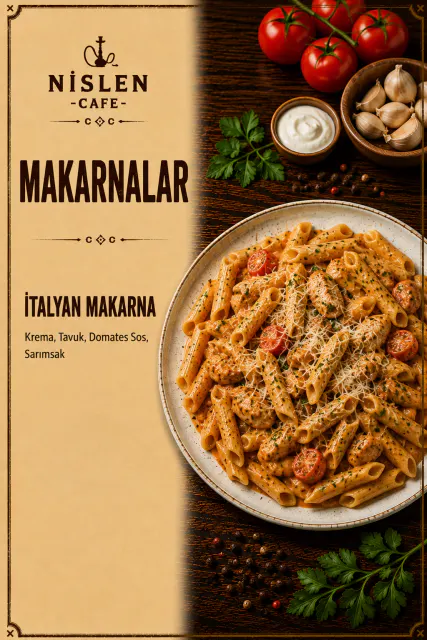 NİSLEN
-CAFE-
MAKARNALAR
İTALYAN MAKARNA
Krema, Tavuk, Domates Sos,
Sarımsak